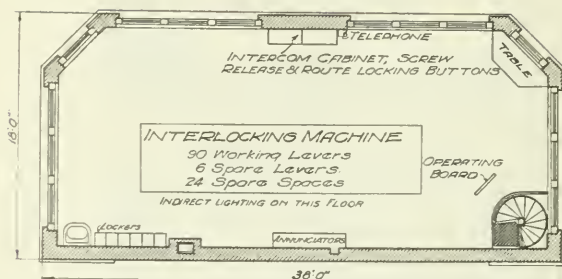 & TELEPHONE
INTERCOM CABINET, SCREW
RELEASE & ROUTE LOCKING BUTTONS
TABLE
18'0"
INTERLOCKING MACHINE
90 Working Levers
6 Spare Levers
24 Spare Spaces
OPERATING
BOARD
INDIRECT LIGHTING ON THIS FLOOR
LOCKERS
ANNUNCIATORS
38'0"